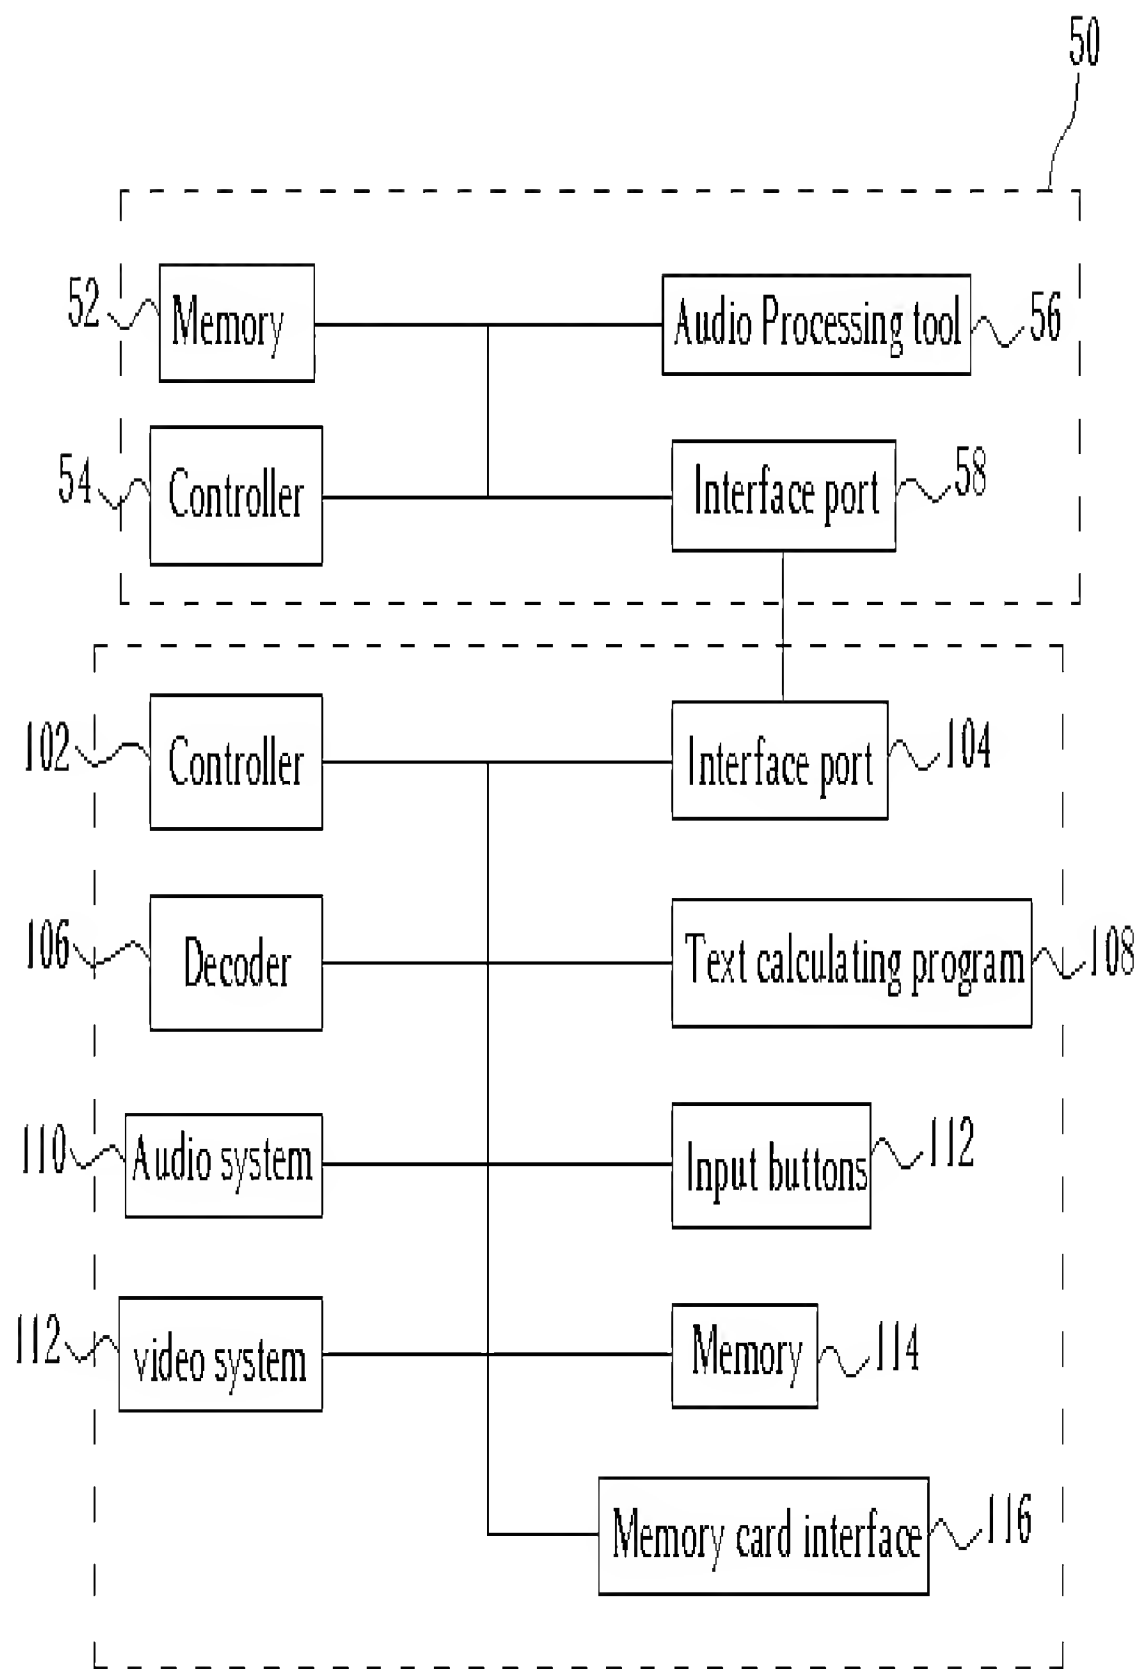 50
52 Memory Audio Processing tool 56
54 Controller Interface port 58
102 Controller Interface port 104
106 Decoder Text calculating program 108
110 Audio system Input buttons 112
112 video system Memory 114
Memory card interface 116